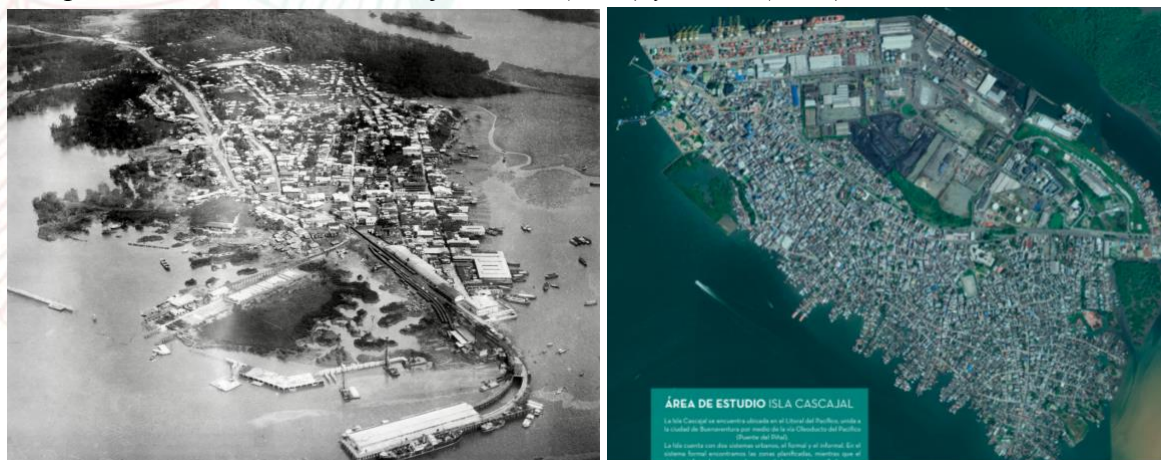 ÁREA DE ESTUDIO ISLA CASCAJAL
La Isla Cascajal se encuentra ubicada en el Litoral del Pacífico, unida a
la ciudad de Buenaventura por medio de la vía Oleoducto del Pacífico
(Puente del Piñal).
La Isla cuenta con dos sistemas urbanos, el formal y el informal. En el
sistema formal encontramos las zonas planificadas, mientras que el